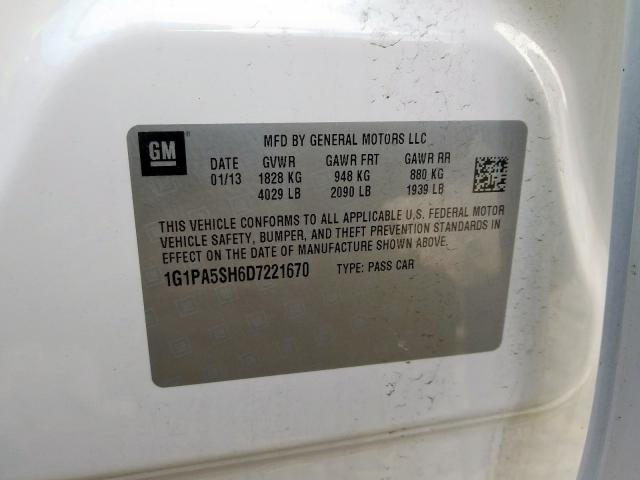 GM
MFD BY GENERAL MOTORS LLC
DATE GVWR GAWR FRT GAWR RR
01/13 1828 KG 948 KG 880 KG
4029 LB 2090 LB 1939 LB
THIS VEHICLE CONFORMS TO ALL APPLICABLE U.S. FEDERAL MOTOR
VEHICLE SAFETY, BUMPER, AND THEFT PREVENTION STANDARDS IN
EFFECT ON THE DATE OF MANUFACTURE SHOWN ABOVE.
1G1PA5SH6D7221670 TYPE: PASS CAR